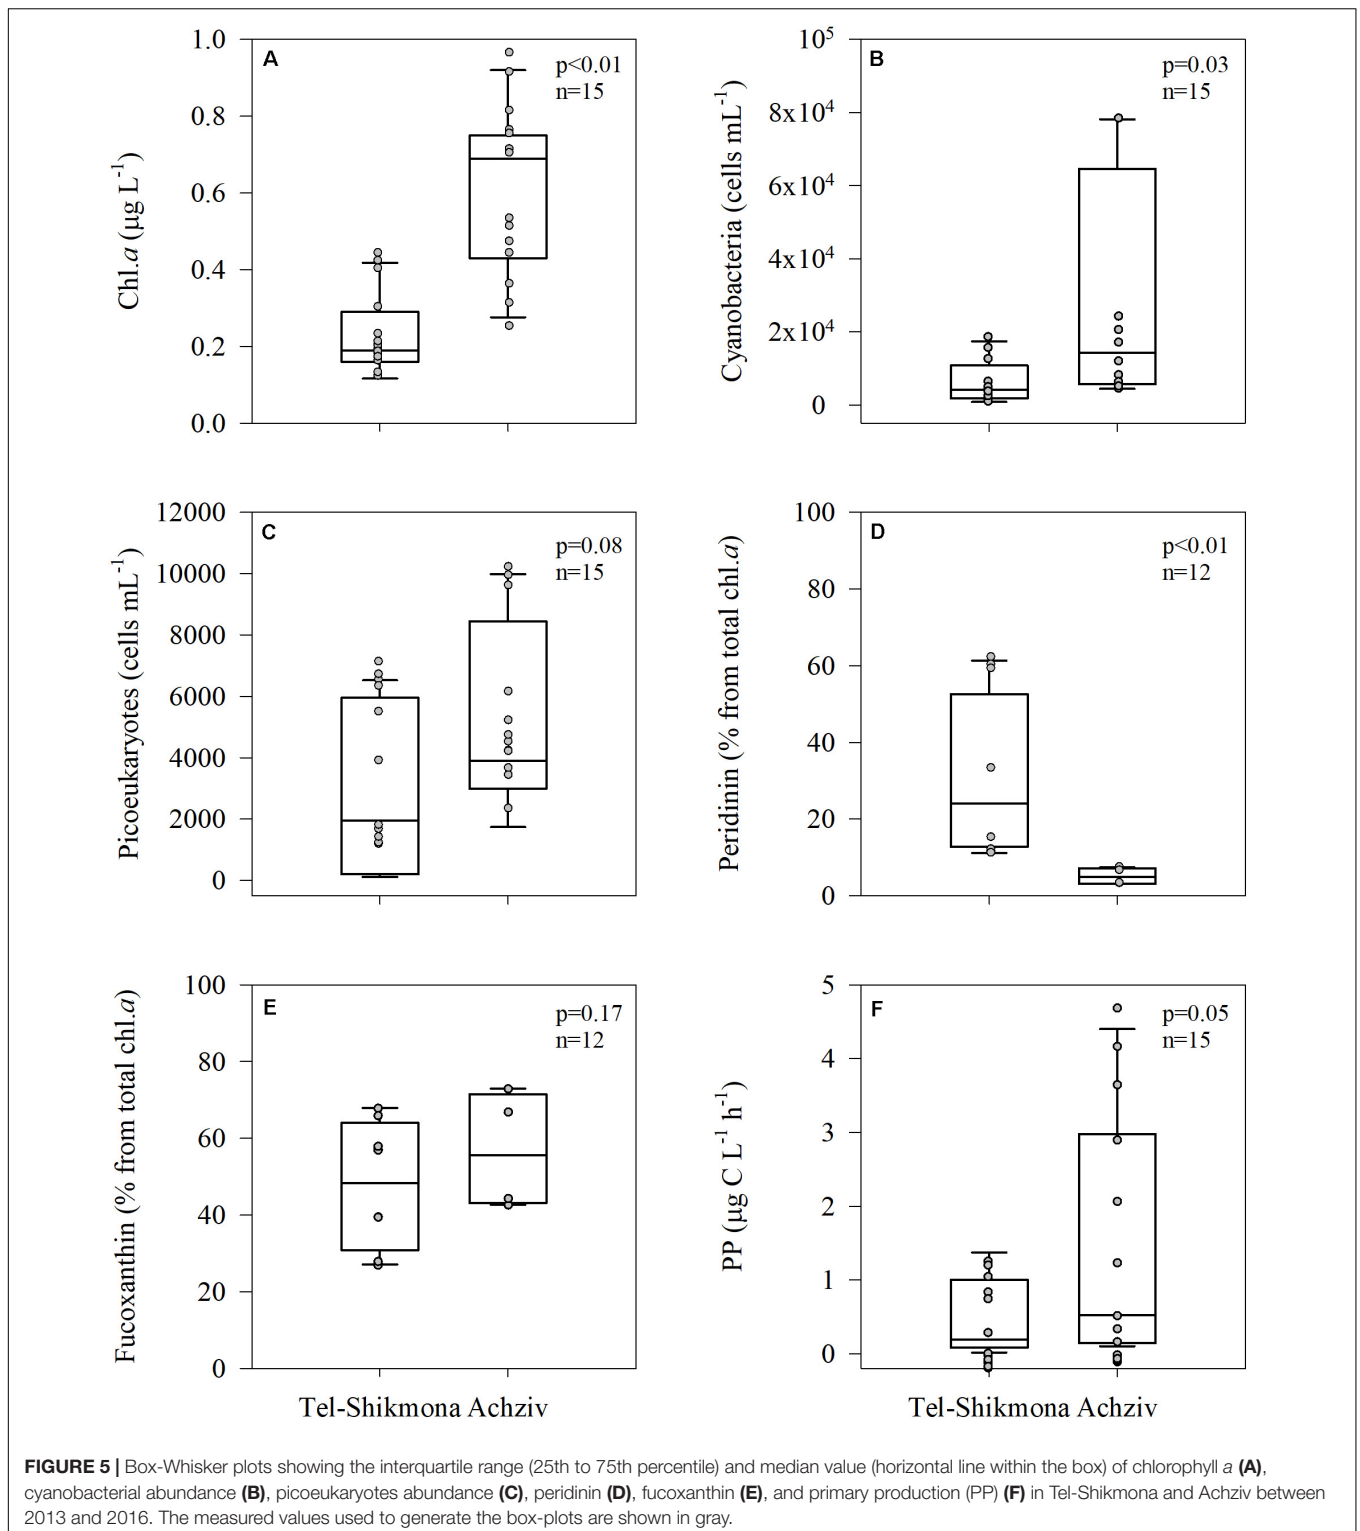 A
p<0.01
n=15
Chl.a (µg L-1)
1.0
0.8
0.6
0.4
0.2
0.0
B
p=0.03
n=15
Cyanobacteria (cells mL-1)
10^5
8x10^4
6x10^4
4x10^4
2x10^4
0
C
p=0.08
n=15
Picoeukaryotes (cells mL-1)
12000
10000
8000
6000
4000
2000
0
D
p<0.01
n=12
Peridinin (% from total chl.a)
100
80
60
40
20
0
E
p=0.17
n=12
Fucoxanthin (% from total chl.a)
100
80
60
40
20
0
Tel-Shikmona Achziv
F
p=0.05
n=15
PP (µg C L-1 h-1)
5
4
3
2
1
0
Tel-Shikmona Achziv
FIGURE 5 | Box-Whisker plots showing the interquartile range (25th to 75th percentile) and median value (horizontal line within the box) of chlorophyll a (A),
cyanobacterial abundance (B), picoeukaryotes abundance (C), peridinin (D), fucoxanthin (E), and primary production (PP) (F) in Tel-Shikmona and Achziv between
2013 and 2016. The measured values used to generate the box-plots are shown in gray.